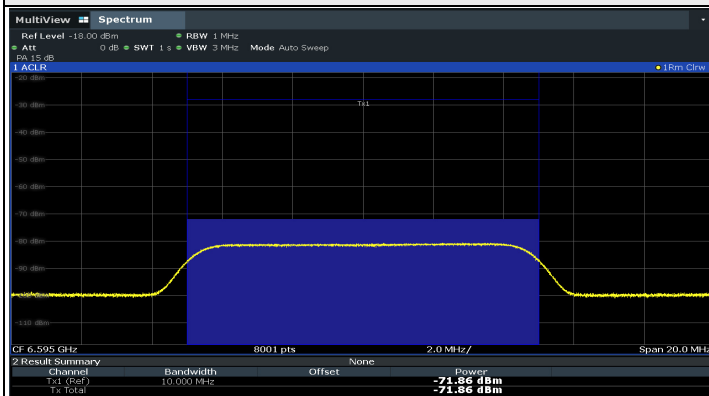 MultiView Spectrum
Ref Level -18.00 dBm RBW 1 MHz
Att 0 dB SWT 1 s VBW 3 MHz Mode Auto Sweep
PA 15 dB
1 ACLR 1Rm Clrw
-20 dBm
Tx1
-30 dBm
-40 dBm
-50 dBm
-60 dBm
-70 dBm
-80 dBm
-90 dBm
-110 dBm
CF 6.595 GHz 8001 pts 2.0 MHz/ Span 20.0 MHz
2 Result Summary None
Channel Bandwidth Offset Power
Tx1 (Ref) 10.000 MHz -71.86 dBm
Tx Total -71.86 dBm